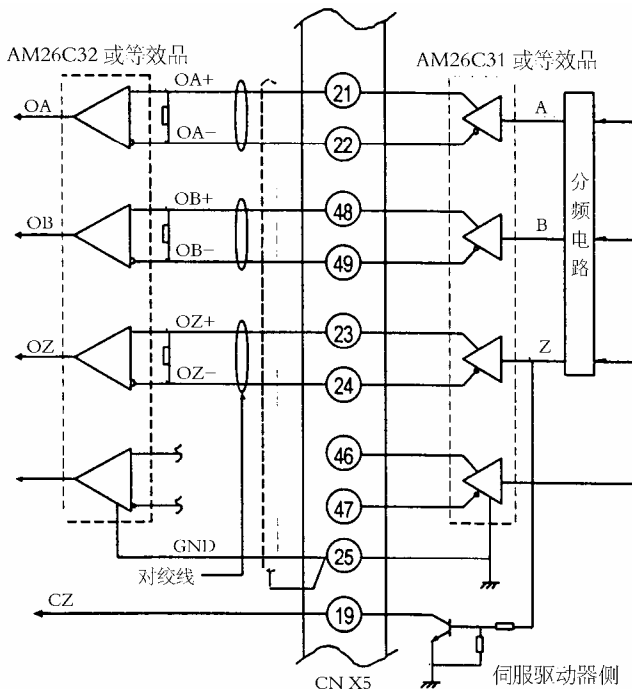 AM26C32 或等效品
AM26C31 或等效品
OA
OA+
OA−
21
22
A
OB
OB+
OB−
48
49
B
分频电路
OZ
OZ+
OZ−
23
24
Z
46
47
GND
25
对绞线
CZ
19
CN X5
伺服驱动器侧